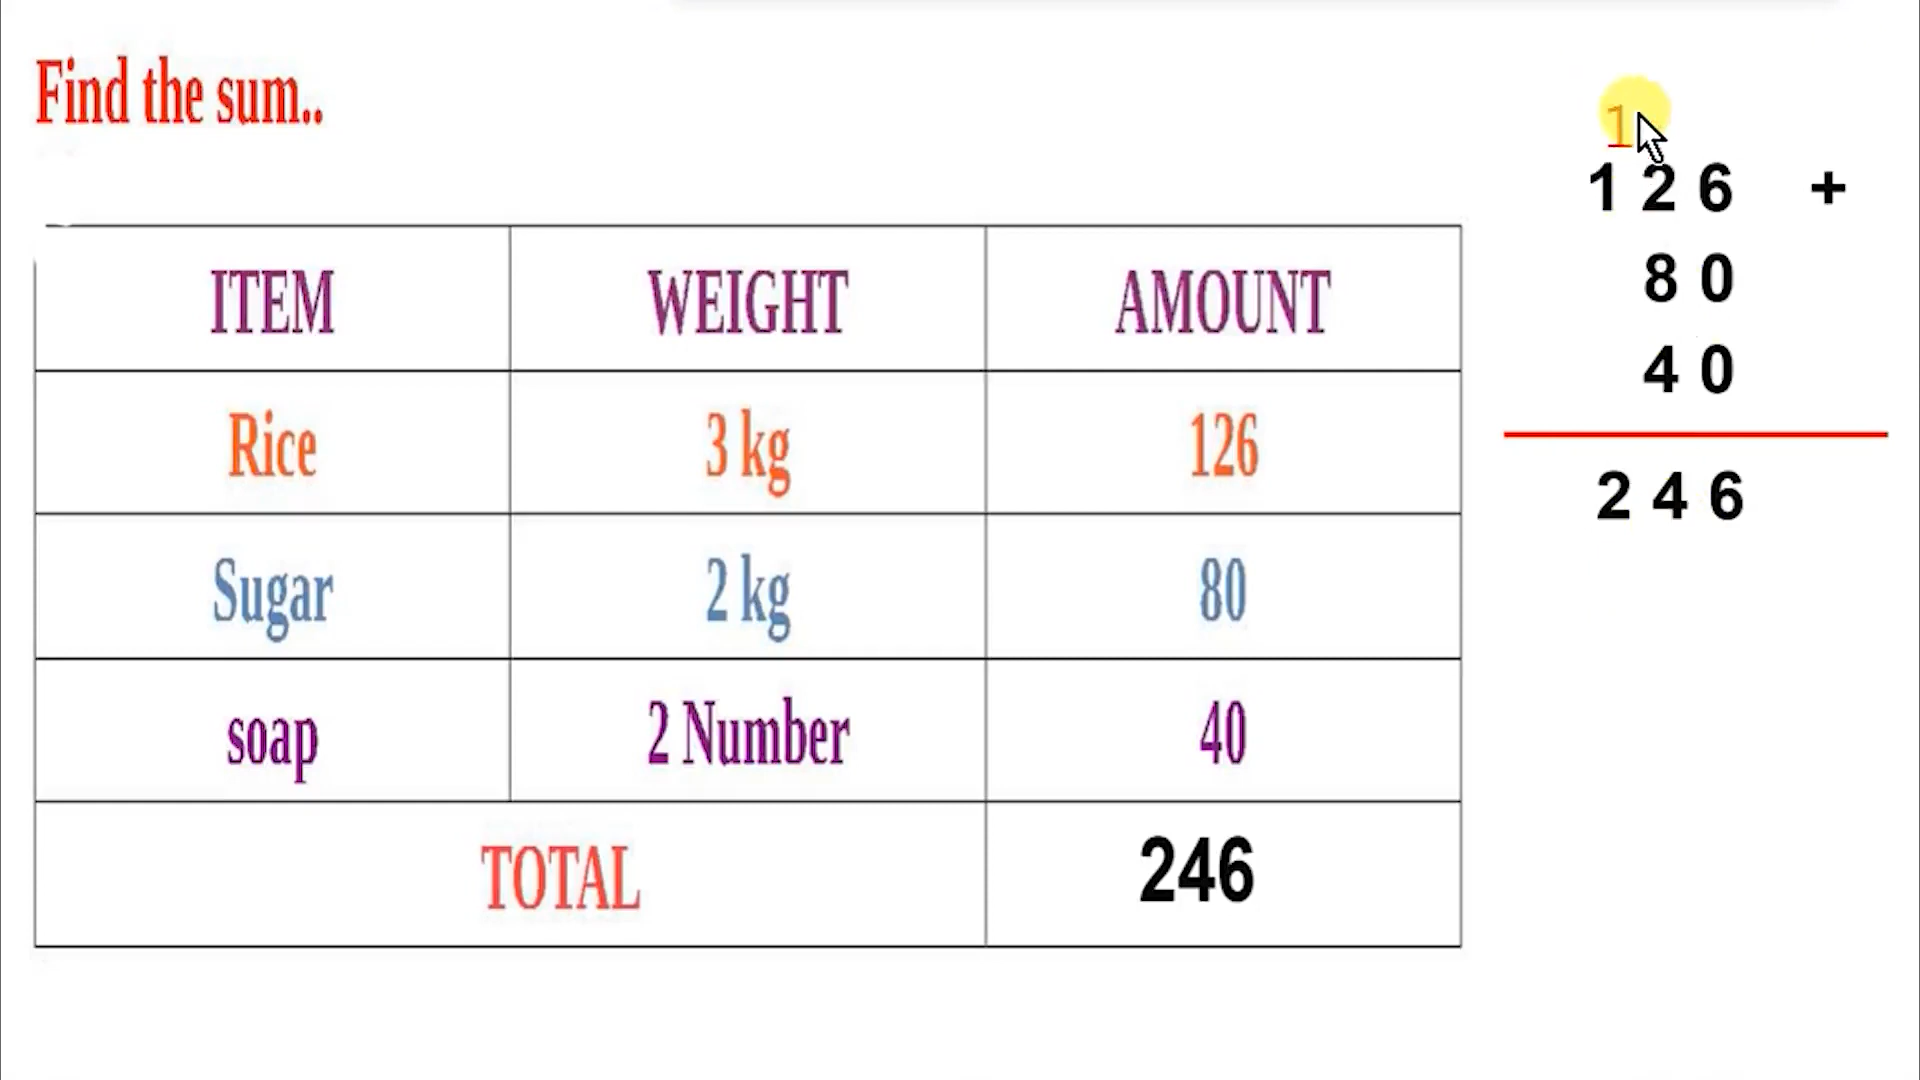 Find the sum..
ITEM WEIGHT AMOUNT
Rice 3 kg 126
Sugar 2 kg 80
soap 2 Number 40
TOTAL 246
1
1 2 6 +
8 0
4 0
2 4 6